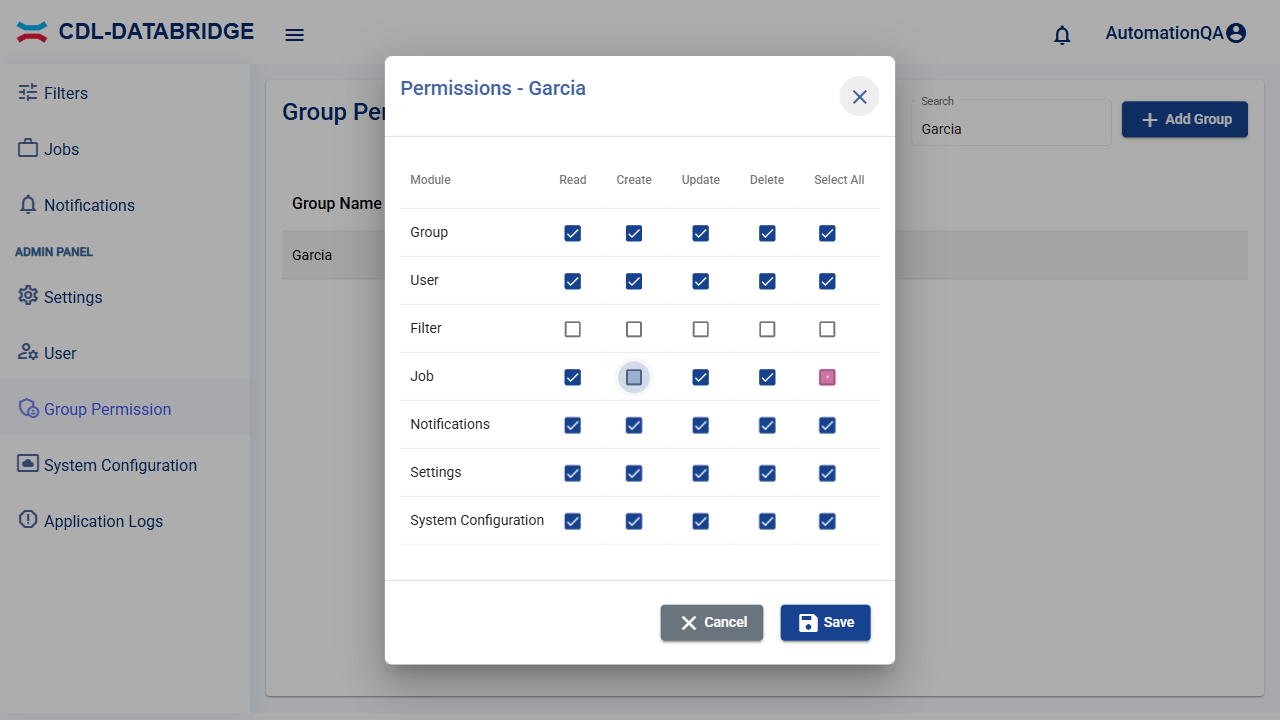 CDL-DATABRIDGE
AutomationQA
Filters
Jobs
Notifications
ADMIN PANEL
Settings
User
Group Permission
System Configuration
Application Logs
Group Per
Search
Garcia
Add Group
Group Name
Garcia
Permissions - Garcia
Module Read Create Update Delete Select All
Group
User
Filter
Job
Notifications
Settings
System Configuration
Cancel
Save